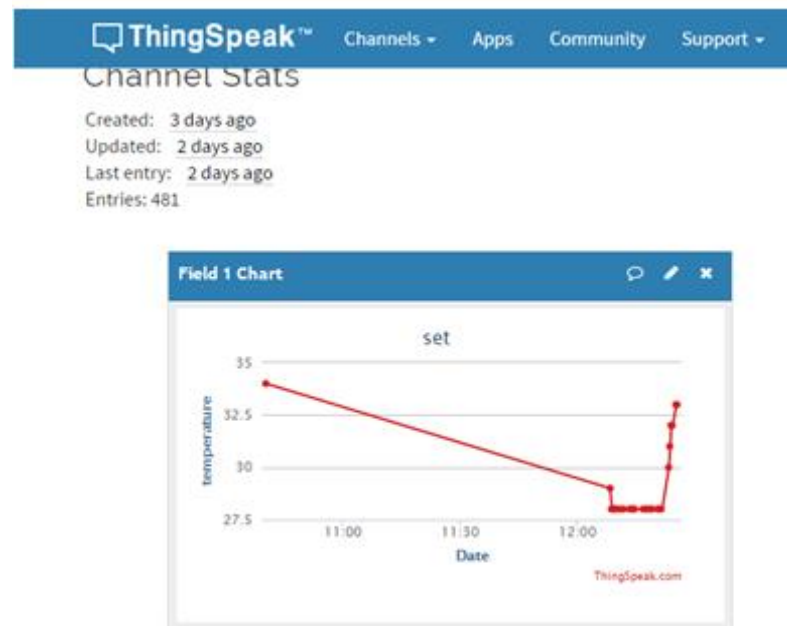 ThingSpeak™ Channels Apps Community Support
Channel Stats
Created: 3 days ago
Updated: 2 days ago
Last entry: 2 days ago
Entries: 481
Field 1 Chart
set
35
32.5
30
27.5
temperature
11:00 11:30 12:00
Date
ThingSpeak.com